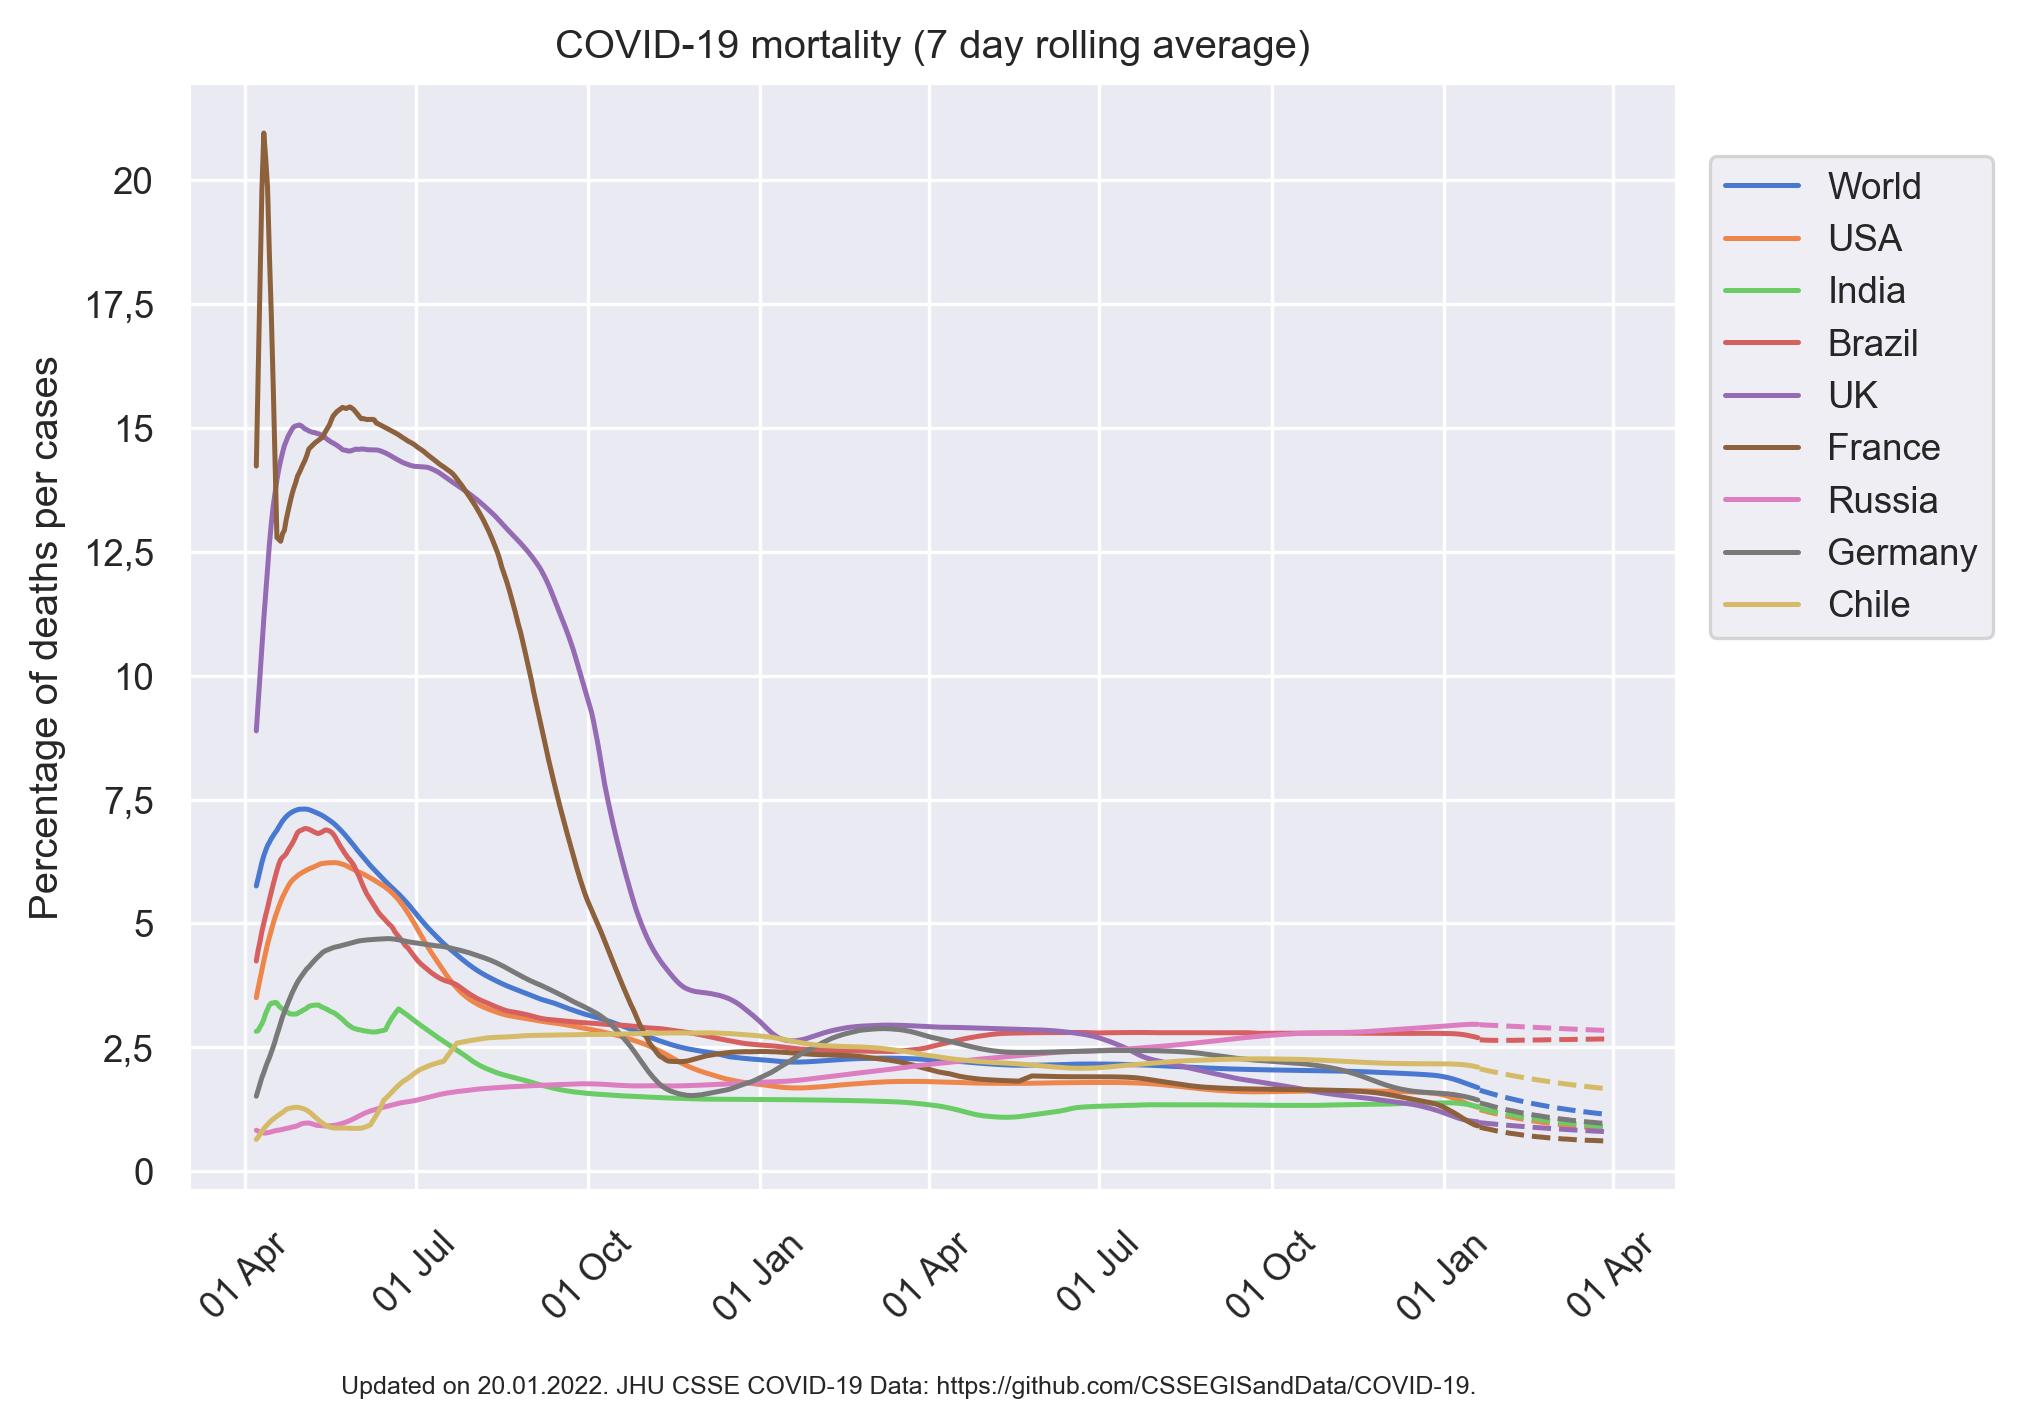 COVID-19 mortality (7 day rolling average)
Percentage of deaths per cases
20
17,5
15
12,5
10
7,5
5
2,5
0
01 Apr
01 Jul
01 Oct
01 Jan
01 Apr
01 Jul
01 Oct
01 Jan
01 Apr
World
USA
India
Brazil
UK
France
Russia
Germany
Chile
Updated on 20.01.2022. JHU CSSE COVID-19 Data: https://github.com/CSSEGISandData/COVID-19.